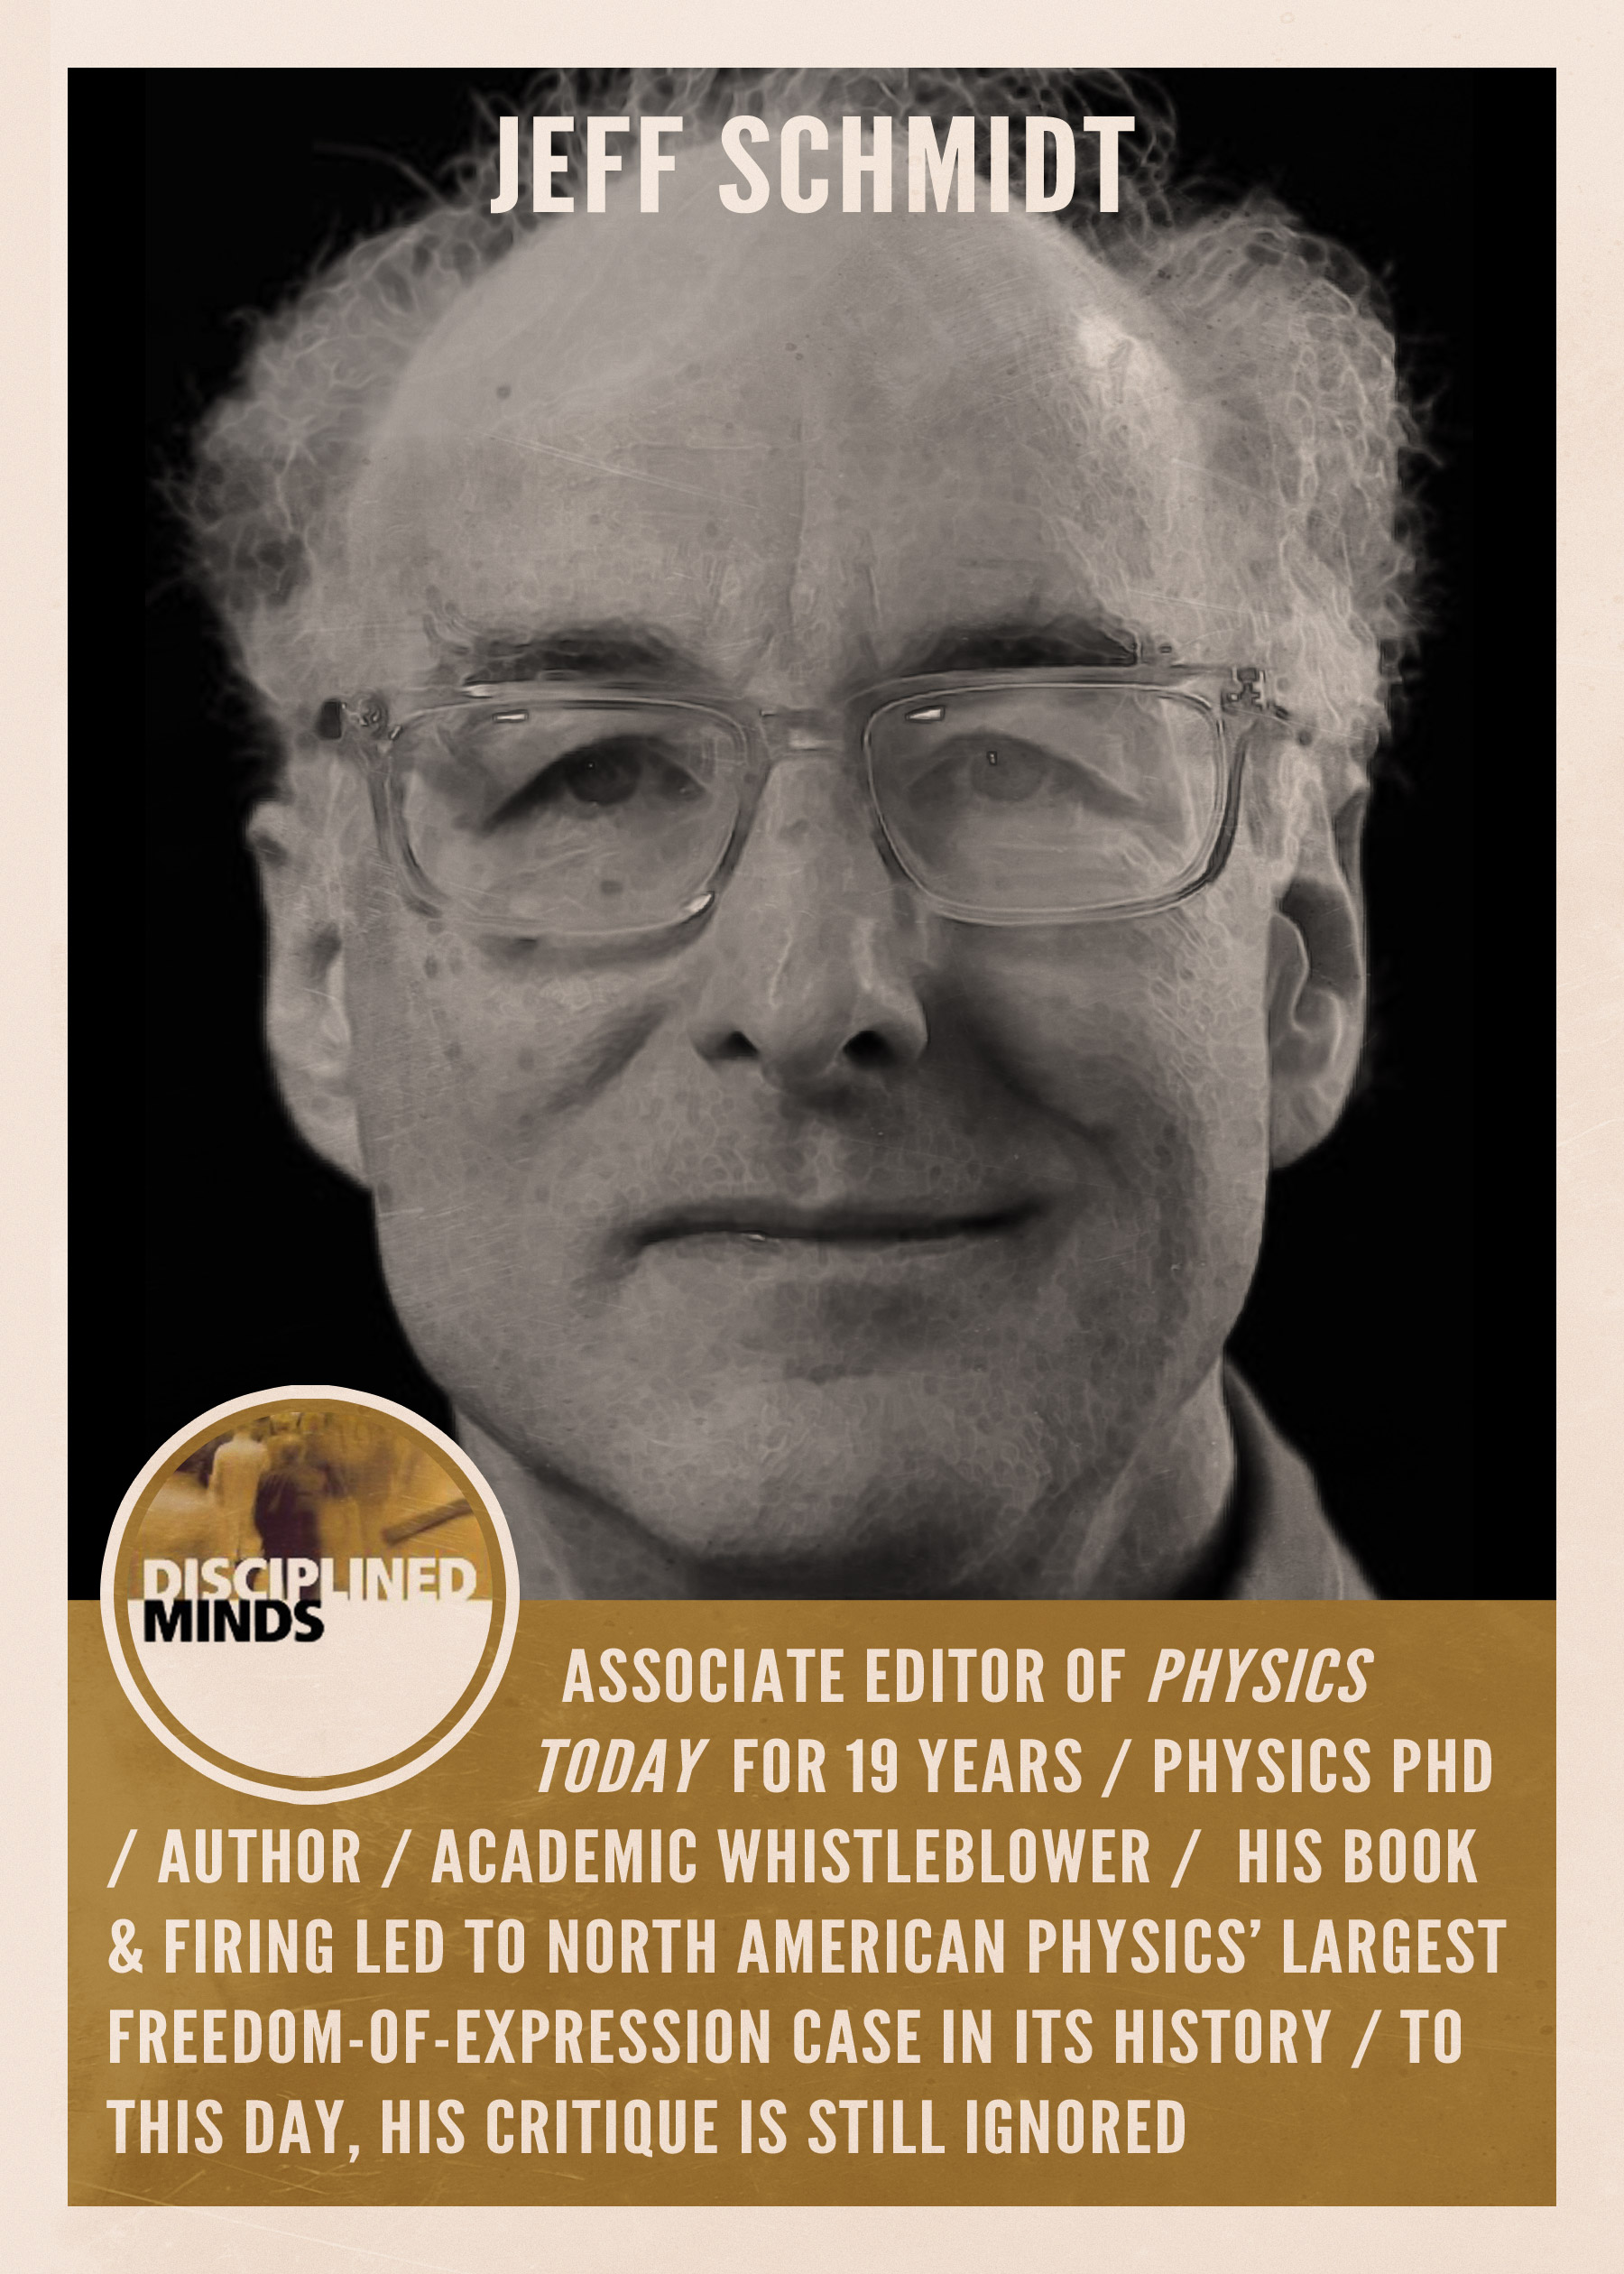 JEFF SCHMIDT
DISCIPLINED
MINDS
ASSOCIATE EDITOR OF PHYSICS
TODAY FOR 19 YEARS / PHYSICS PHD
/ AUTHOR / ACADEMIC WHISTLEBLOWER / HIS BOOK
& FIRING LED TO NORTH AMERICAN PHYSICS’ LARGEST
FREEDOM-OF-EXPRESSION CASE IN ITS HISTORY / TO
THIS DAY, HIS CRITIQUE IS STILL IGNORED